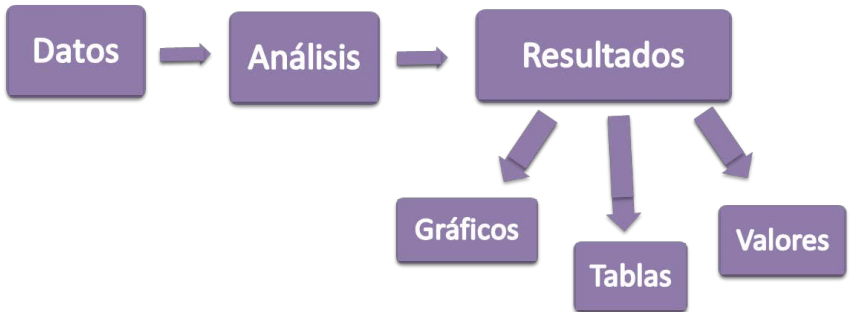 Datos
Análisis
Resultados
Gráficos
Tablas
Valores